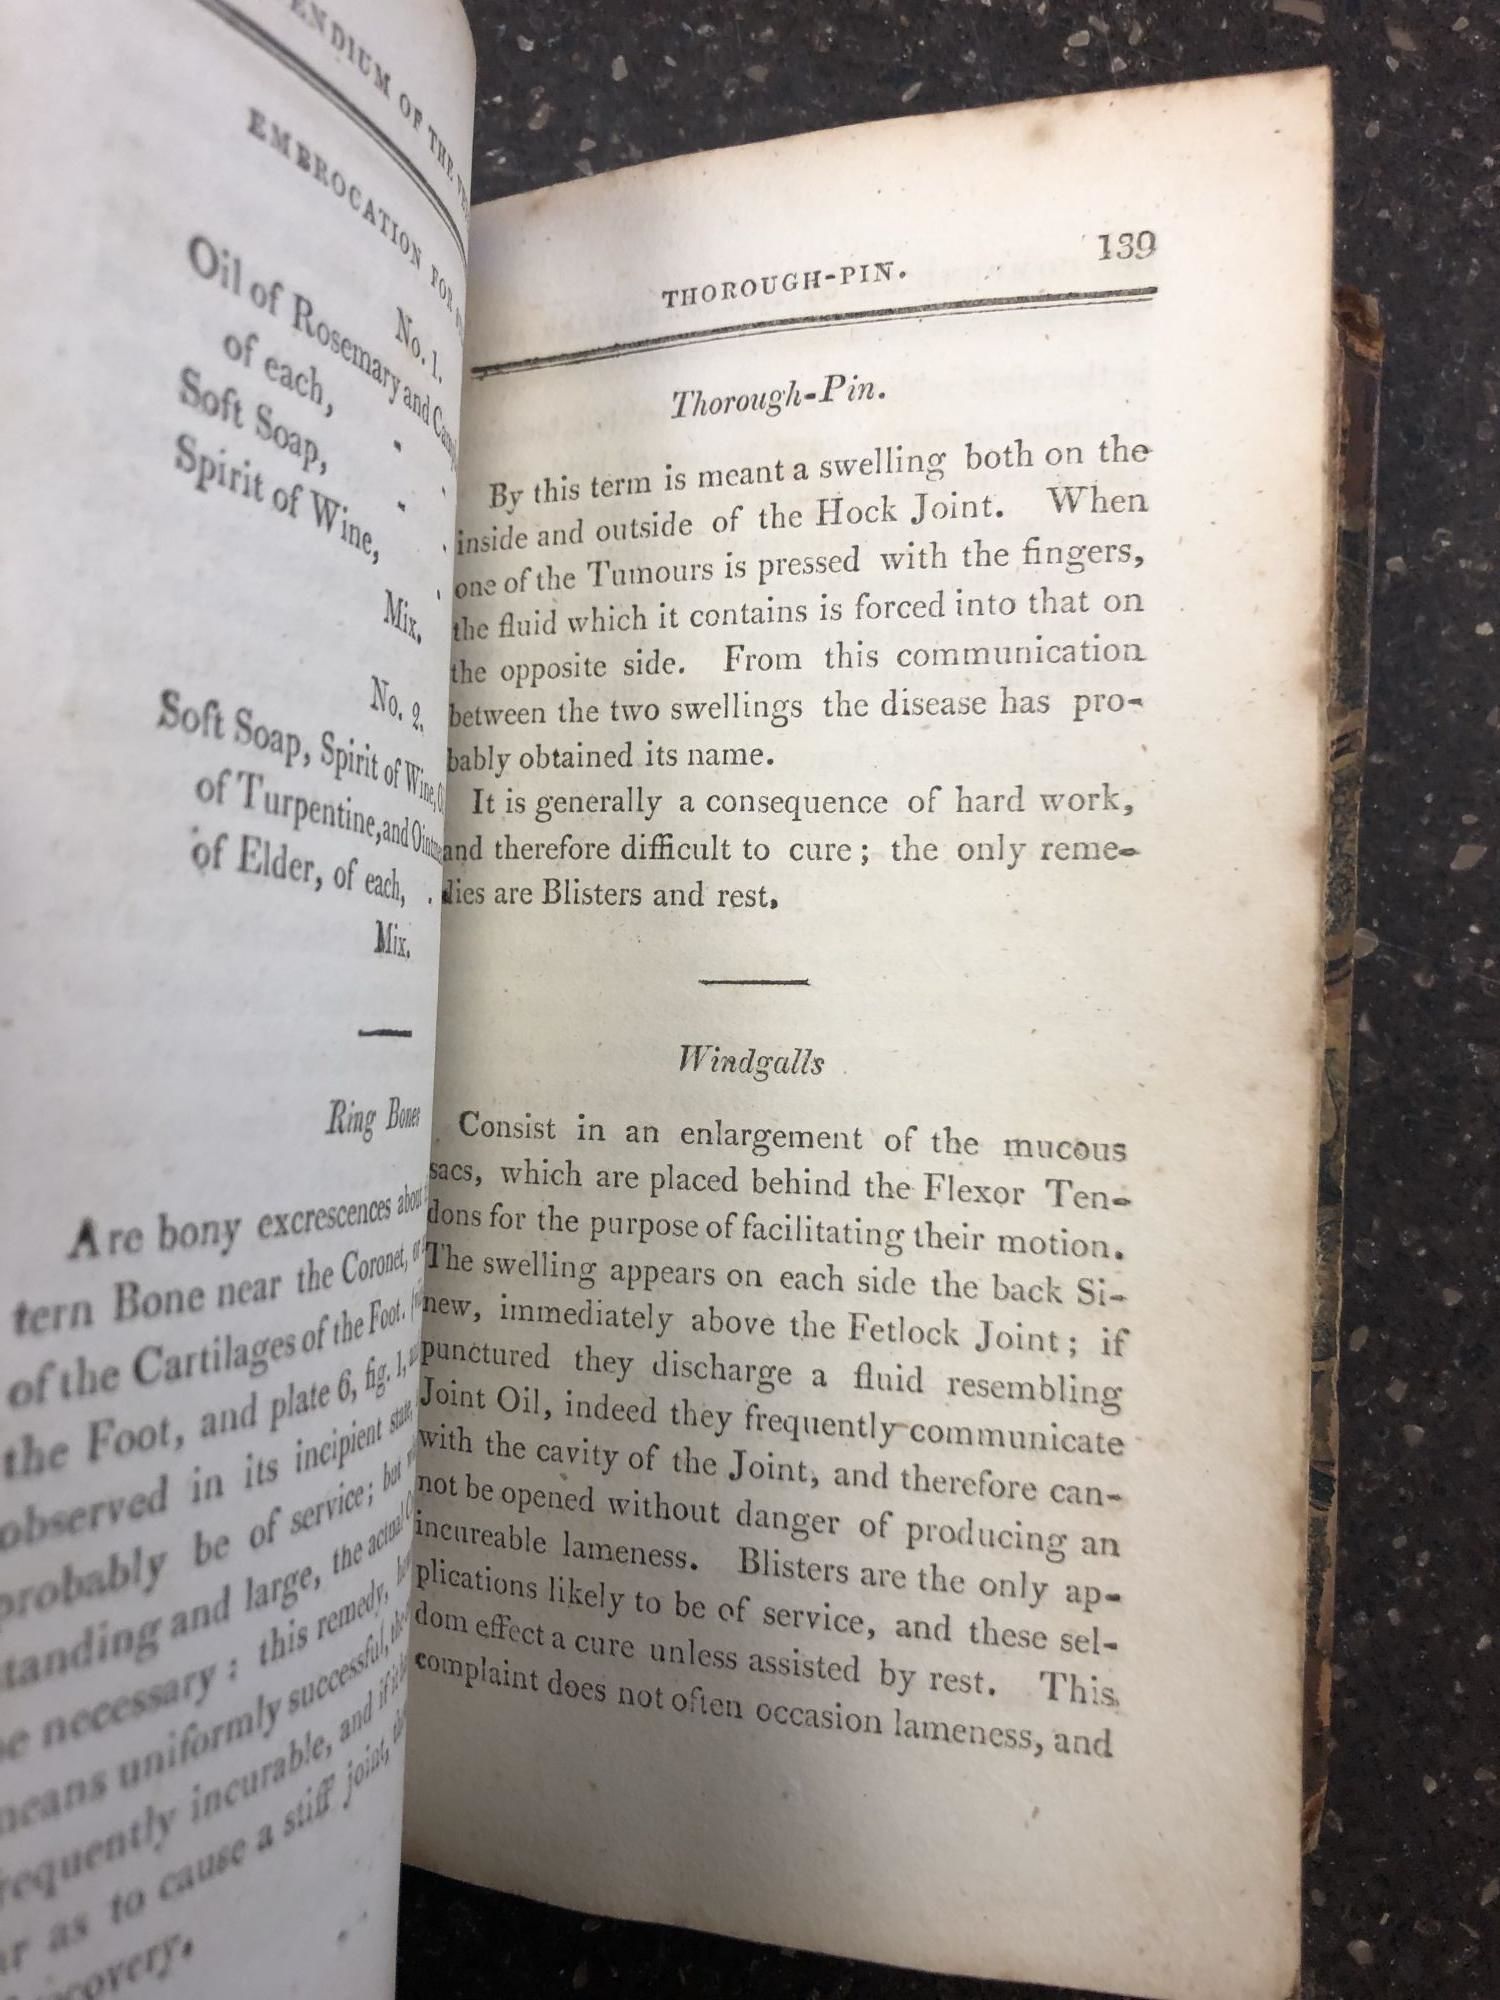 ENDIUM OF THE
EMBROCATION FOR
No. 1.
Oil of Rosemary and
of each,
Soft Soap,
Spirit of Wine,
Mix.
No. 2.
Soft Soap, Spirit of Wine,
of Turpentine, and
of Elder, of each,
Mix.
Ring Bones
Are bony excrescences about
tern Bone near the Coronet, or
of the Cartilages of the Foot.
the Foot, and plate 6, fig. 1,
observed in its incipient state,
probably be of service; but
standing and large, the actual
be necessary: this remedy,
means uniformly successful, the
frequently incurable, and if
as to cause a stiff joint,
recovery.
THOROUGH-PIN. 139
Thorough-Pin.
By this term is meant a swelling both on the
inside and outside of the Hock Joint. When
one of the Tumours is pressed with the fingers,
the fluid which it contains is forced into that on
the opposite side. From this communication
between the two swellings the disease has pro-
bably obtained its name.
It is generally a consequence of hard work,
and therefore difficult to cure; the only reme-
dies are Blisters and rest.
Windgalls
Consist in an enlargement of the mucous
sacs, which are placed behind the Flexor Ten-
dons for the purpose of facilitating their motion.
The swelling appears on each side the back Si-
new, immediately above the Fetlock Joint; if
punctured they discharge a fluid resembling
Joint Oil, indeed they frequently communicate
with the cavity of the Joint, and therefore can-
not be opened without danger of producing an
incureable lameness. Blisters are the only ap-
plications likely to be of service, and these sel-
dom effect a cure unless assisted by rest. This
complaint does not often occasion lameness, and